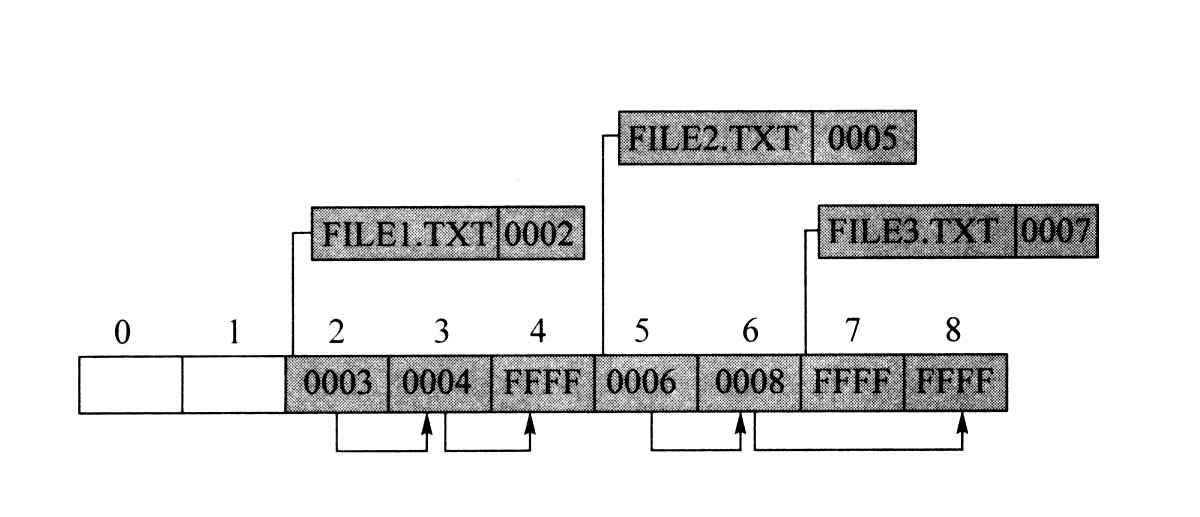 FILE2.TXT 0005
FILE1.TXT 0002
FILE3.TXT 0007
0 1 2 3 4 5 6 7 8
0003 0004 FFFF 0006 0008 FFFF FFFF